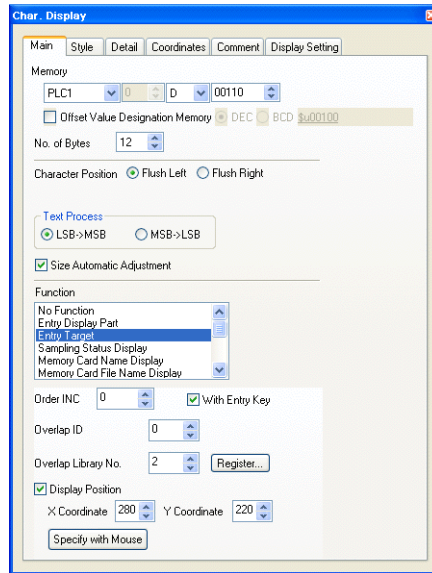 Char. Display
Main Style Detail Coordinates Comment Display Setting
Memory
PLC1 0 D 00110
Offset Value Designation Memory DEC BCD $u00100
No. of Bytes 12
Character Position Flush Left Flush Right
Text Process
LSB->MSB MSB->LSB
Size Automatic Adjustment
Function
No Function
Entry Display Part
Entry Target
Sampling Status Display
Memory Card Name Display
Memory Card File Name Display
Order INC 0 With Entry Key
Overlap ID 0
Overlap Library No. 2 Register...
Display Position
X Coordinate 280 Y Coordinate 220
Specify with Mouse